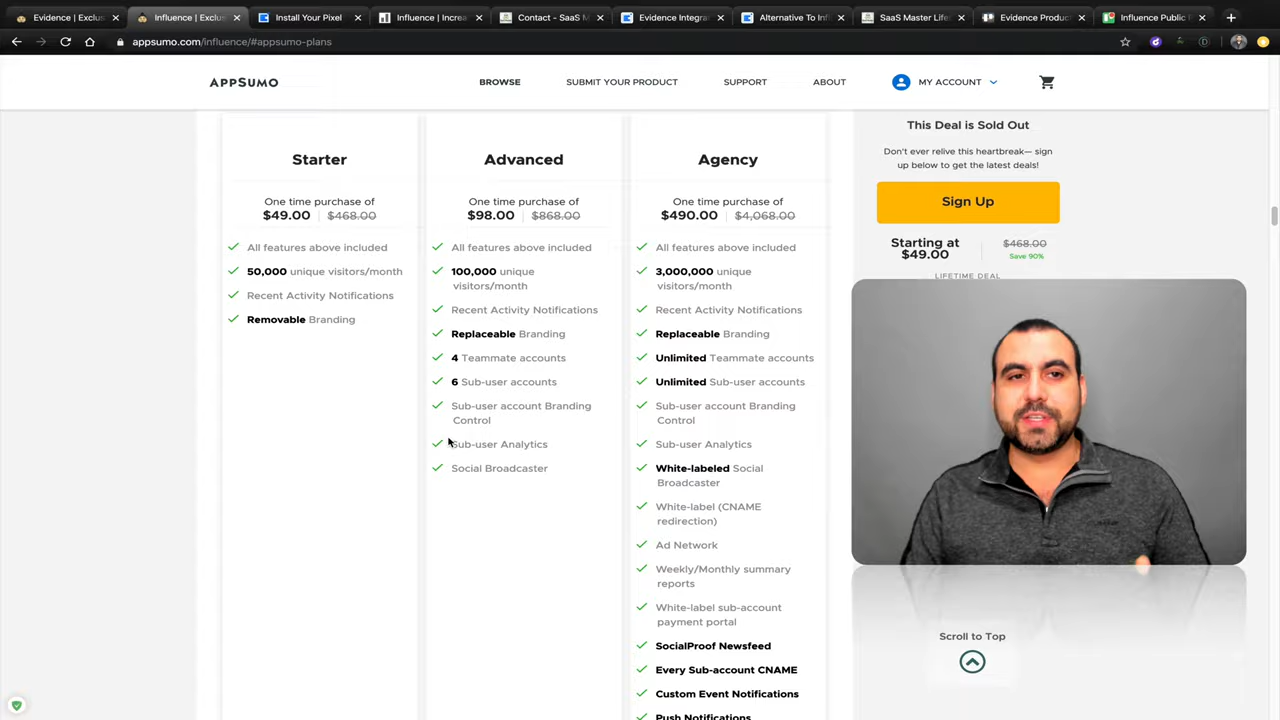 Evidence | Exclus
Influence | Exclus
Install Your Pixel
Influence | Increa
Contact - SaaS M
Evidence Integrat
Alternative To Infl
SaaS Master Lifet
Evidence Product
Influence Public P
appsumo.com/influence/#appsumo-plans
APPSUMO
BROWSE
SUBMIT YOUR PRODUCT
SUPPORT
ABOUT
MY ACCOUNT
Starter
One time purchase of
$49.00 | $468.00
All features above included
50,000 unique visitors/month
Recent Activity Notifications
Removable Branding
Advanced
One time purchase of
$98.00 | $868.00
All features above included
100,000 unique
visitors/month
Recent Activity Notifications
Replaceable Branding
4 Teammate accounts
6 Sub-user accounts
Sub-user account Branding
Control
Sub-user Analytics
Social Broadcaster
Agency
One time purchase of
$490.00 | $4,068.00
All features above included
3,000,000 unique
visitors/month
Recent Activity Notifications
Replaceable Branding
Unlimited Teammate accounts
Unlimited Sub-user accounts
Sub-user account Branding
Control
Sub-user Analytics
White-labeled Social
Broadcaster
White-label (CNAME
redirection)
Ad Network
Weekly/Monthly summary
reports
White-label sub-account
payment portal
SocialProof Newsfeed
Every Sub-account CNAME
Custom Event Notifications
Push Notifications
This Deal is Sold Out
Don't ever relive this heartbreak— sign
up below to get the latest deals!
Sign Up
Starting at
$49.00
$468.00
Save 90%
LIFETIME DEAL
Scroll to Top